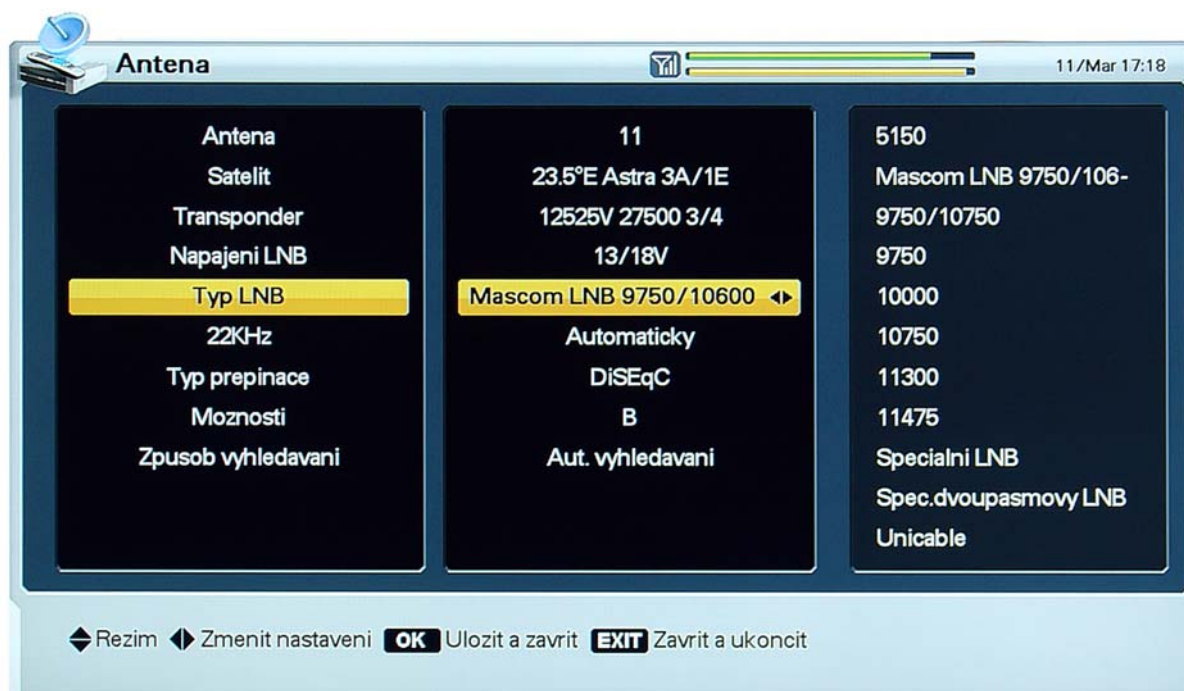 Antena
11/Mar 17:18
Antena 11
Satelit 23.5°E Astra 3A/1E
Transponder 12525V 27500 3/4
Napajeni LNB 13/18V
Typ LNB Mascom LNB 9750/10600
22KHz Automaticky
Typ prepinace DiSEqC
Moznosti B
Zpusob vyhledavani Aut. vyhledavani
5150
Mascom LNB 9750/106-
9750/10750
9750
10000
10750
11300
11475
Specialni LNB
Spec.dvoupasmovy LNB
Unicable
Rezim Zmenit nastaveni OK Ulozit a zavrit EXIT Zavrit a ukoncit